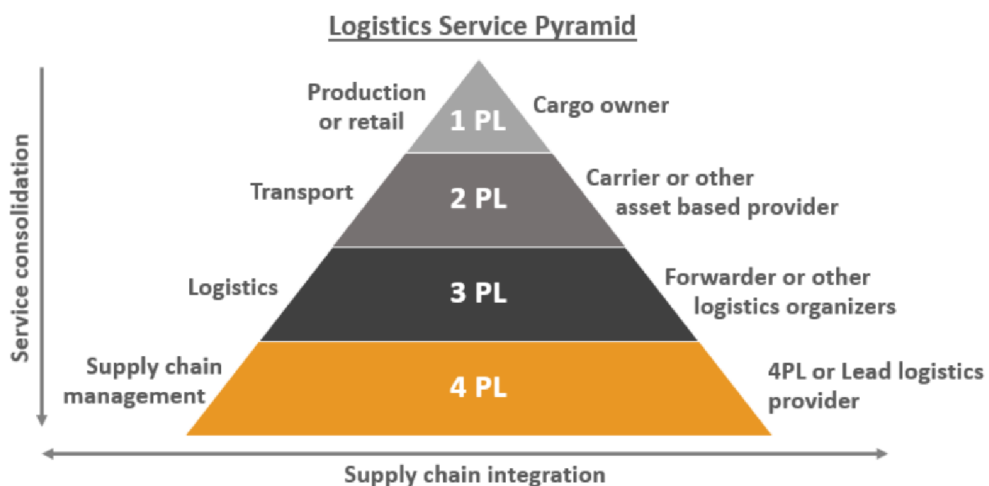 Logistics Service Pyramid
Production
or retail
1 PL
Cargo owner
Transport
2 PL
Carrier or other
asset based provider
Logistics
3 PL
Forwarder or other
logistics organizers
Supply chain
management
4 PL
4PL or Lead logistics
provider
Service consolidation
Supply chain integration